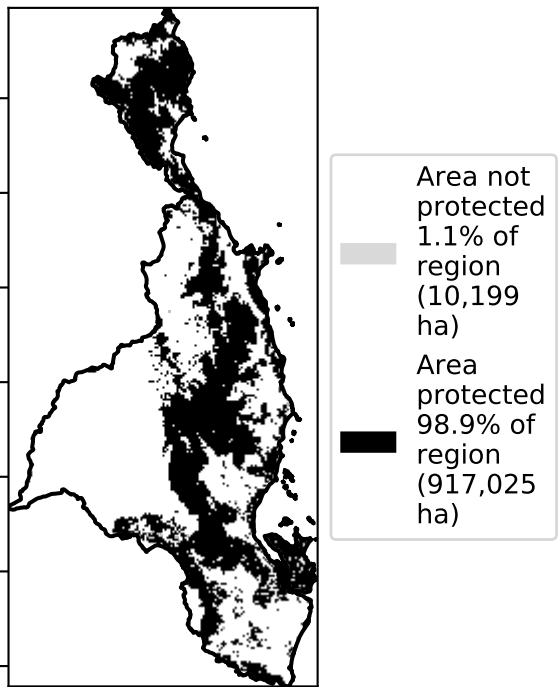 Area not
protected
1.1% of
region
(10,199
ha)
Area
protected
98.9% of
region
(917,025
ha)